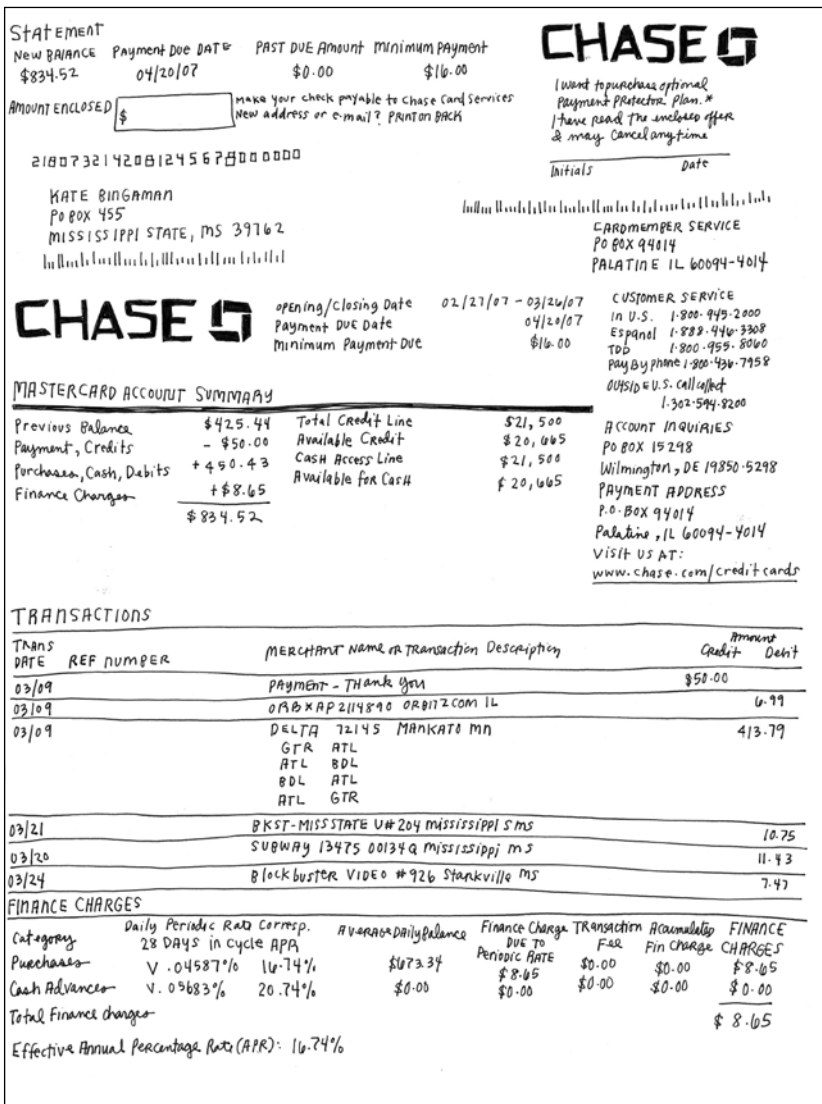 Statement
New Balance Payment Due Date PAST DUE Amount Minimum Payment
$834.52 04/20/07 $0.00 $16.00
AMOUNT ENCLOSED $
Make your check payable to Chase Card Services
New address or e-mail? PRINT ON BACK
CHASE
I want to purchase optional
Payment Protector Plan.*
I have read the enclosed offer
& may cancel anytime
Initials Date
KATE BINGAMAN
PO BOX 455
MISSISSIPPI STATE, MS 39762
CARDMEMBER SERVICE
PO BOX 94014
PALATINE IL 60094-4014
CHASE
Opening/Closing Date 02/27/07 - 03/26/07
Payment Due Date 04/20/07
Minimum Payment Due $16.00
CUSTOMER SERVICE
In U.S. 1-800-945-2000
Espanol 1-888-446-3308
TDD 1-800-955-8060
Pay By phone 1-800-436-7958
OUtSIDE U.S. call collect
1-302-594-8200
ACCOUNT INQUIRIES
PO BOX 15298
Wilmington, DE 19850-5298
PAYMENT ADDRESS
P.O. BOX 94014
Palatine, IL 60094-4014
VISIT US AT:
www.chase.com/creditcards
MASTERCARD ACCOUNT SUMMARY
Previous Balance $425.44 Total Credit Line $21,500
Payment, Credits - $50.00 Available Credit $20,665
Purchases, Cash, Debits +450.43 Cash Access Line $21,500
Finance Charges +$8.65 Available for Cash $20,665
$834.52
TRANSACTIONS
Trans Amount
DATE REF NUMBER MERCHANT Name or Transaction Description Credit Debit
03/09 PAYMENT - THank You $50.00
03/09 ORBXAP2114890 ORBITZ COM IL 6.99
03/09 DELTA 72145 MANKATO MN 413.79
GTR ATL
ATL BDL
BDL ATL
ATL GTR
03/21 BKST-MISSSTATE U#204 mississippi S ms 10.75
03/20 SUBWAY 13475 00134Q Mississippi ms 11.43
03/24 Blockbuster VIDEO #926 Starkville MS 7.47
FINANCE CHARGES
Category Daily Periodic Rate Corresp. Average Daily Balance Finance Charge Transaction Accumulated FINANCE
28 DAYS in cycle APR DUE TO Fee Fin Charge CHARGES
Periodic RATE
Purchases V .04587% 16.74% $673.34 $8.65 $0.00 $0.00 $8.65
Cash Advances V. 05683% 20.74% $0.00 $0.00 $0.00 $0.00 $0.00
Total Finance charges $ 8.65
Effective Annual Percentage Rate (APR): 16.74%